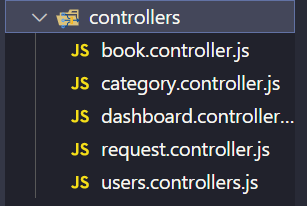 controllers
JS book.controller.js
JS category.controller.js
JS dashboard.controller...
JS request.controller.js
JS users.controllers.js